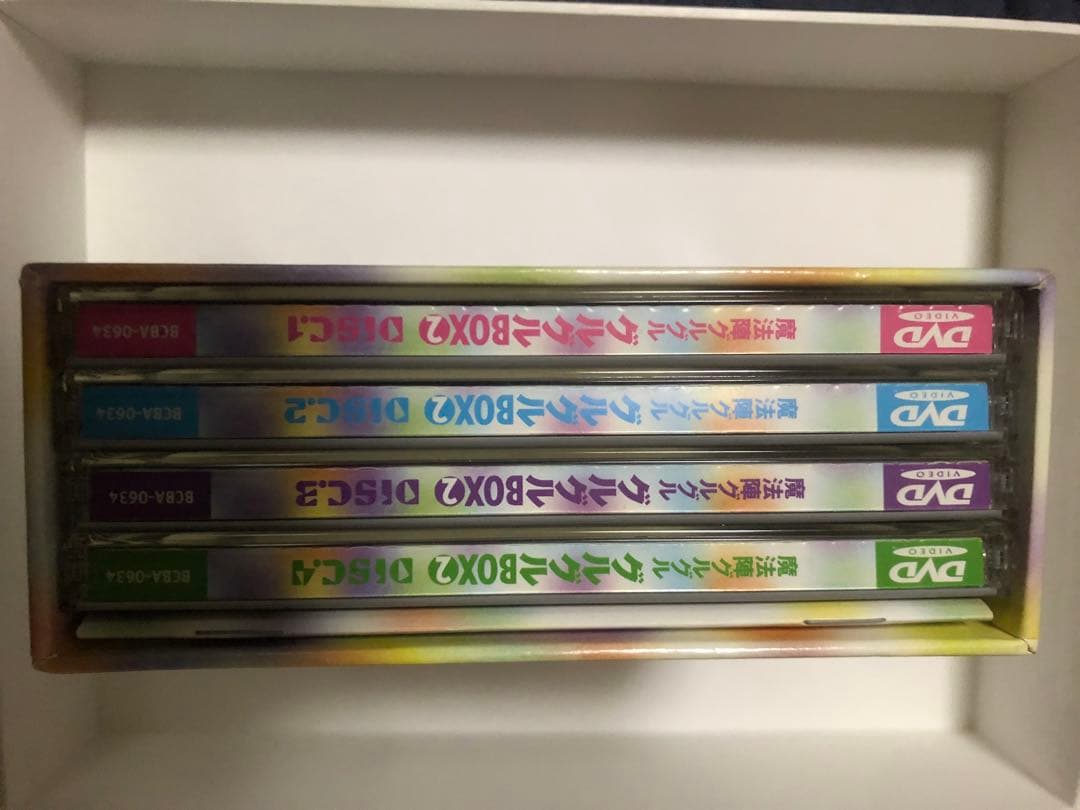 DVD VIDEO 魔法陣グルグル グルグルBOX2 DISC.1 BCBA-0634
DVD VIDEO 魔法陣グルグル グルグルBOX2 DISC.2 BCBA-0634
DVD VIDEO 魔法陣グルグル グルグルBOX2 DISC.3 BCBA-0634
DVD VIDEO 魔法陣グルグル グルグルBOX2 DISC.4 BCBA-0634